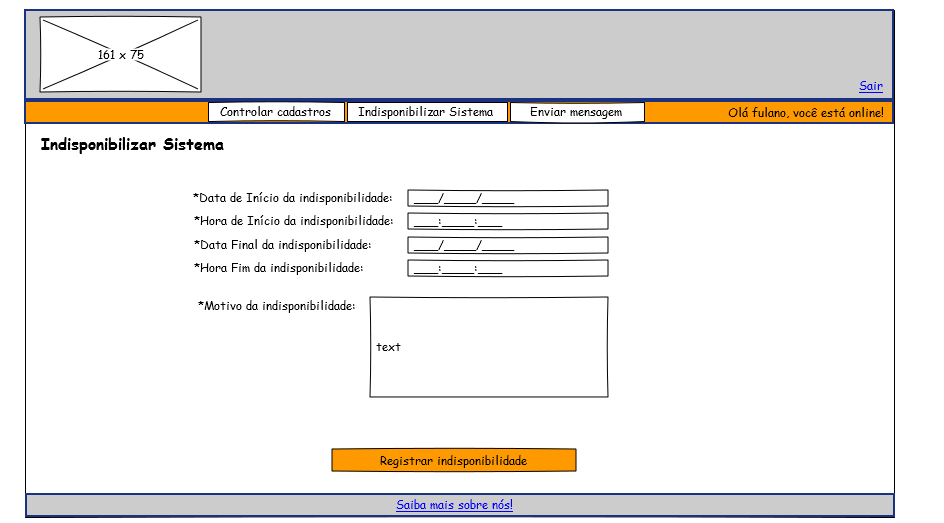 161 x 75
Sair
Controlar cadastros Indisponibilizar Sistema Enviar mensagem Olá fulano, você está online!
Indisponibilizar Sistema
*Data de Início da indisponibilidade: ___/____/____
*Hora de Início da indisponibilidade: ___:____:___
*Data Final da indisponibilidade: ___/____/____
*Hora Fim da indisponibilidade: ___:____:___
*Motivo da indisponibilidade:
text
Registrar indisponibilidade
Saiba mais sobre nós!